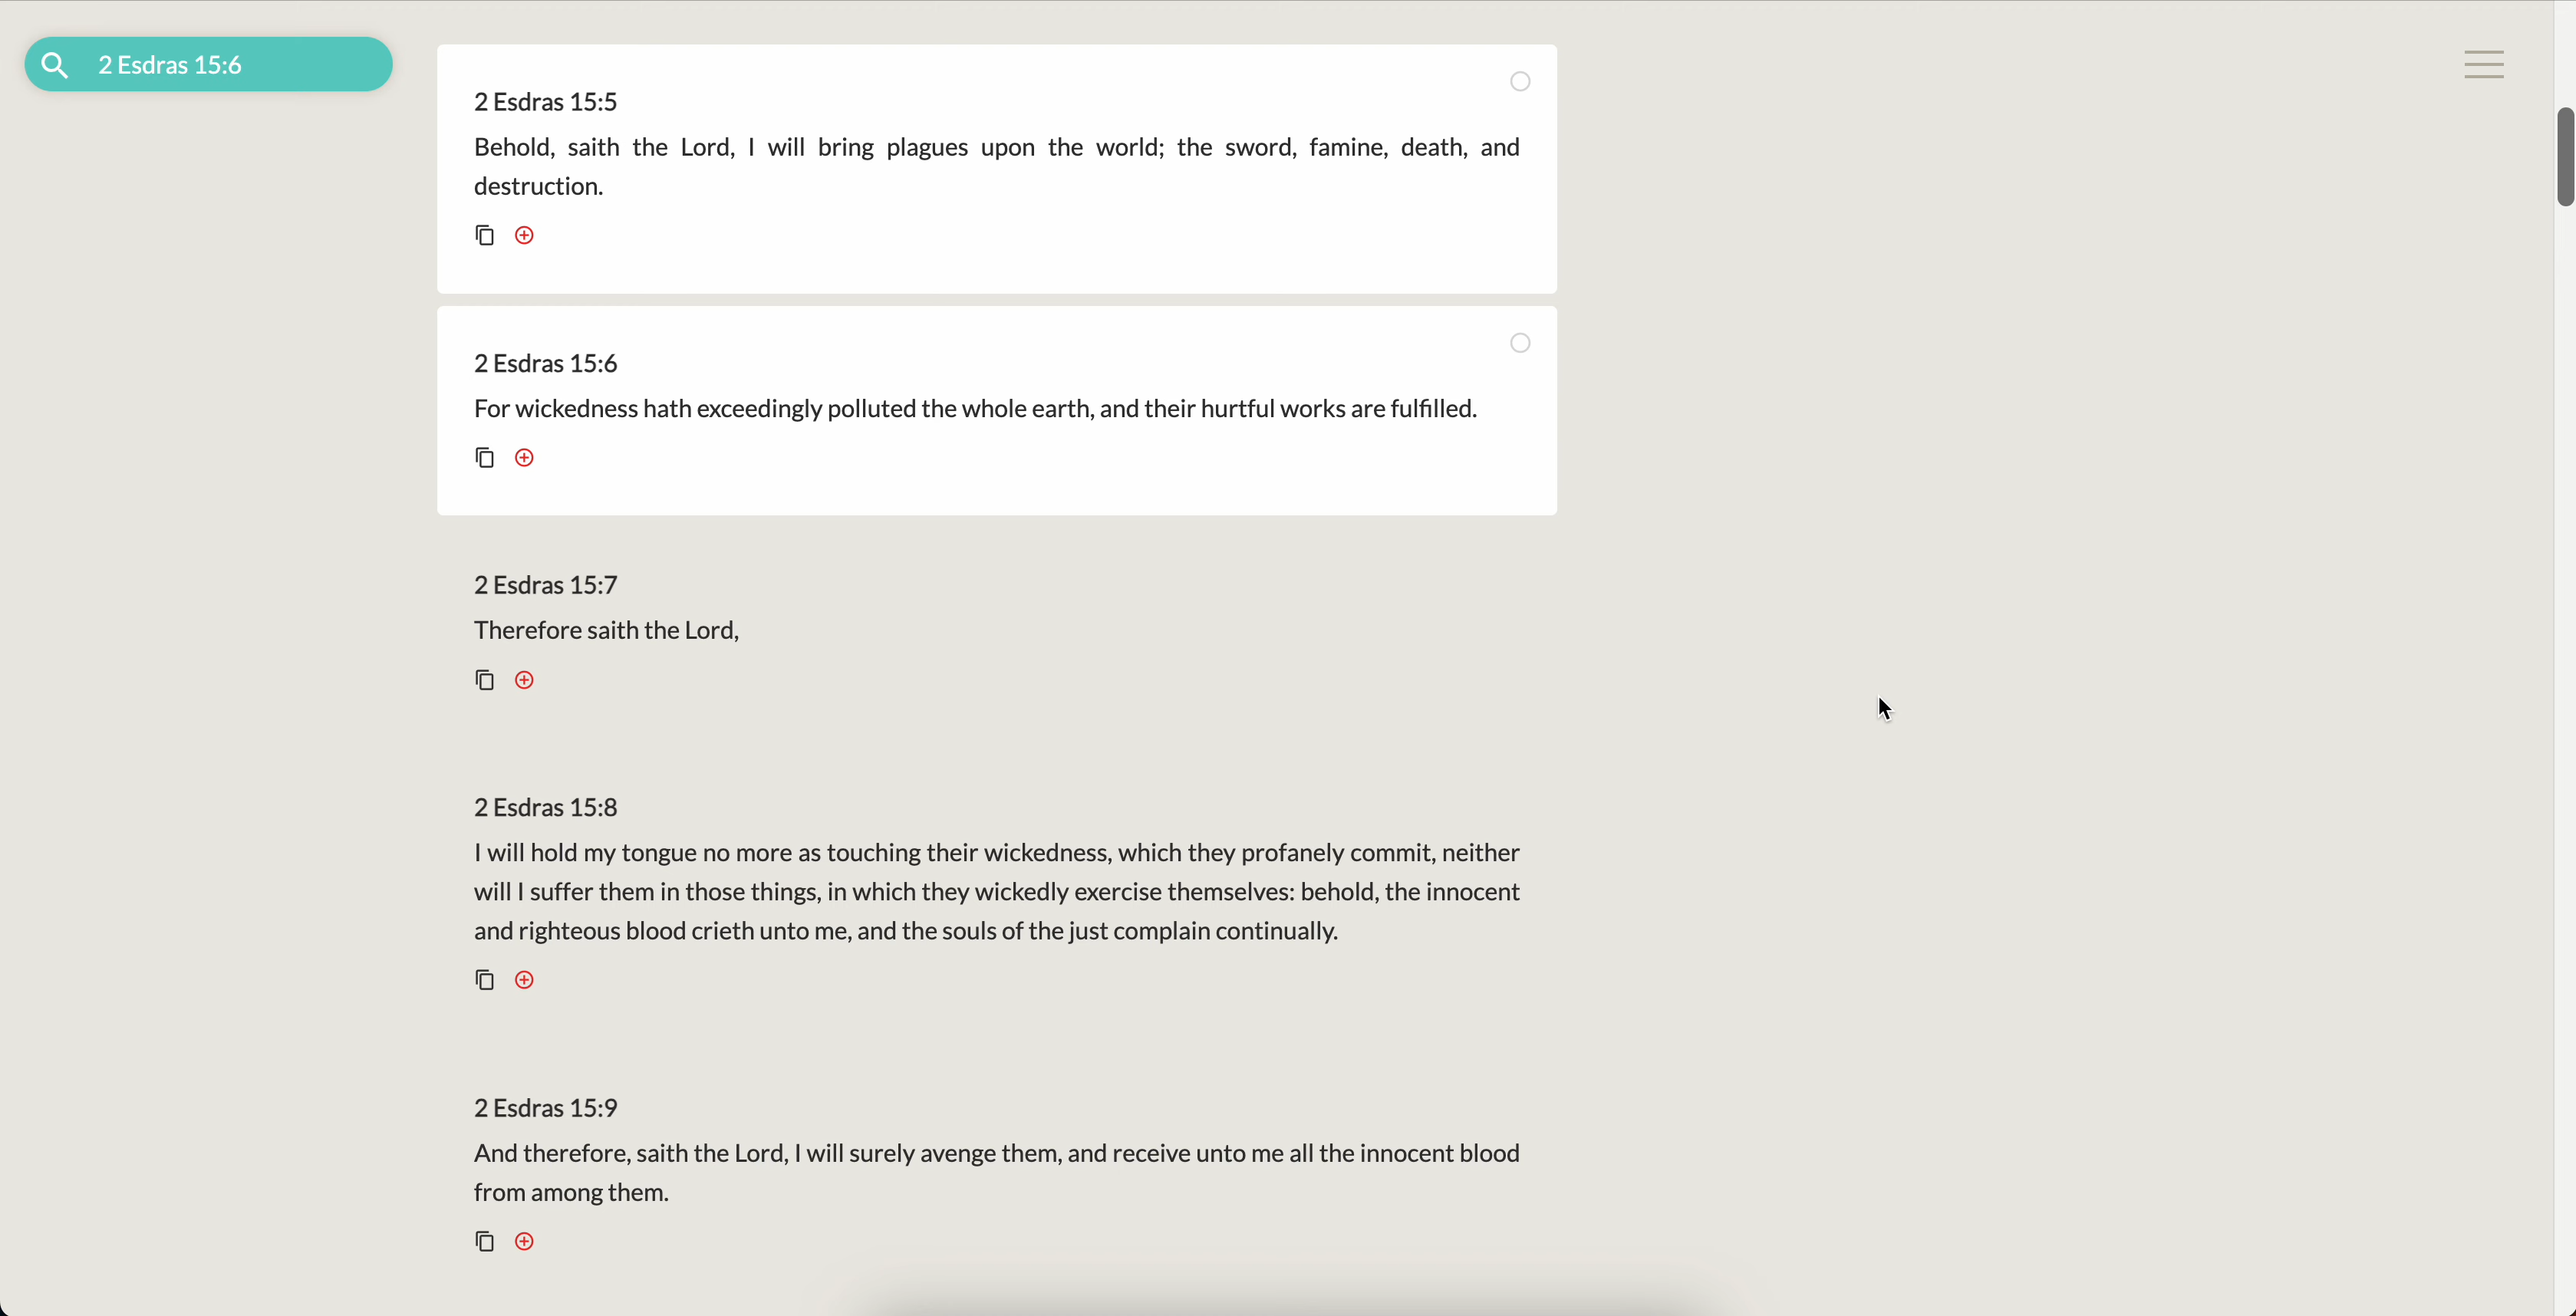 2 Esdras 15:6
2 Esdras 15:5
Behold, saith the Lord, I will bring plagues upon the world; the sword, famine, death, and
destruction.
2 Esdras 15:6
For wickedness hath exceedingly polluted the whole earth, and their hurtful works are fulfilled.
2 Esdras 15:7
Therefore saith the Lord,
2 Esdras 15:8
I will hold my tongue no more as touching their wickedness, which they profanely commit, neither
will I suffer them in those things, in which they wickedly exercise themselves: behold, the innocent
and righteous blood crieth unto me, and the souls of the just complain continually.
2 Esdras 15:9
And therefore, saith the Lord, I will surely avenge them, and receive unto me all the innocent blood
from among them.